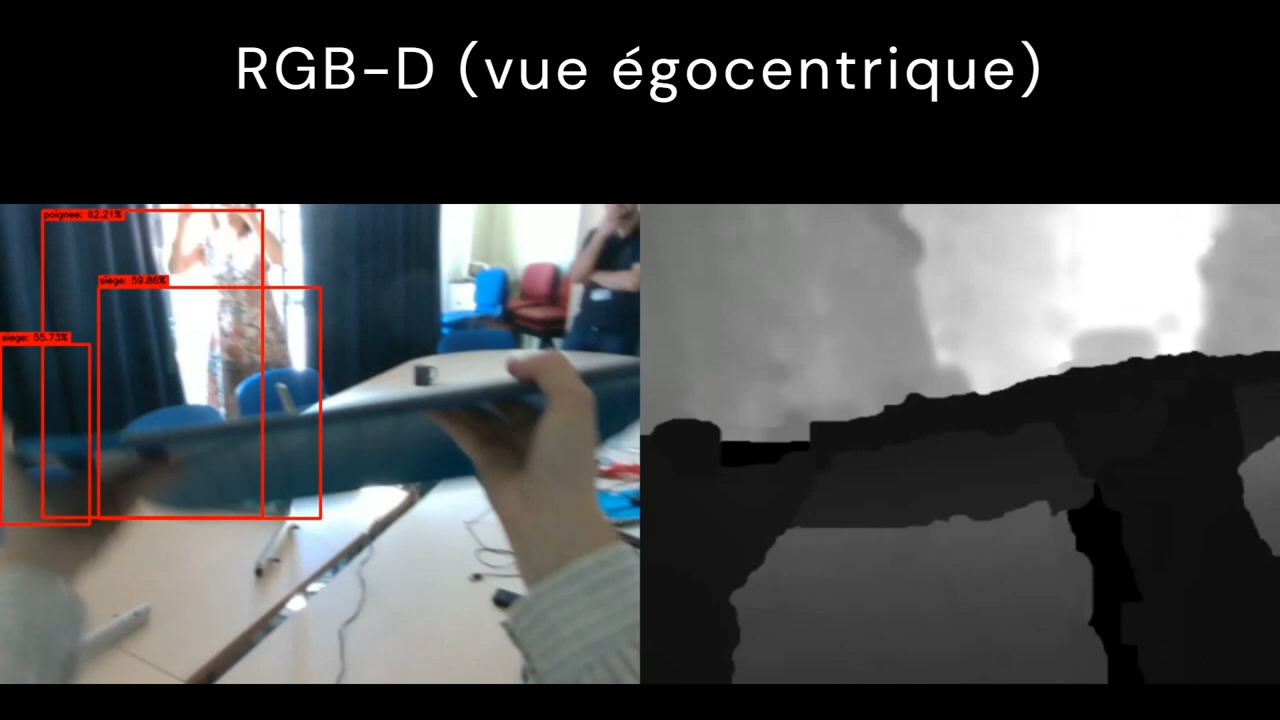 RGB-D (vue égocentrique)
poignee: 62.21%
siege: 59.86%
siege: 55.73%